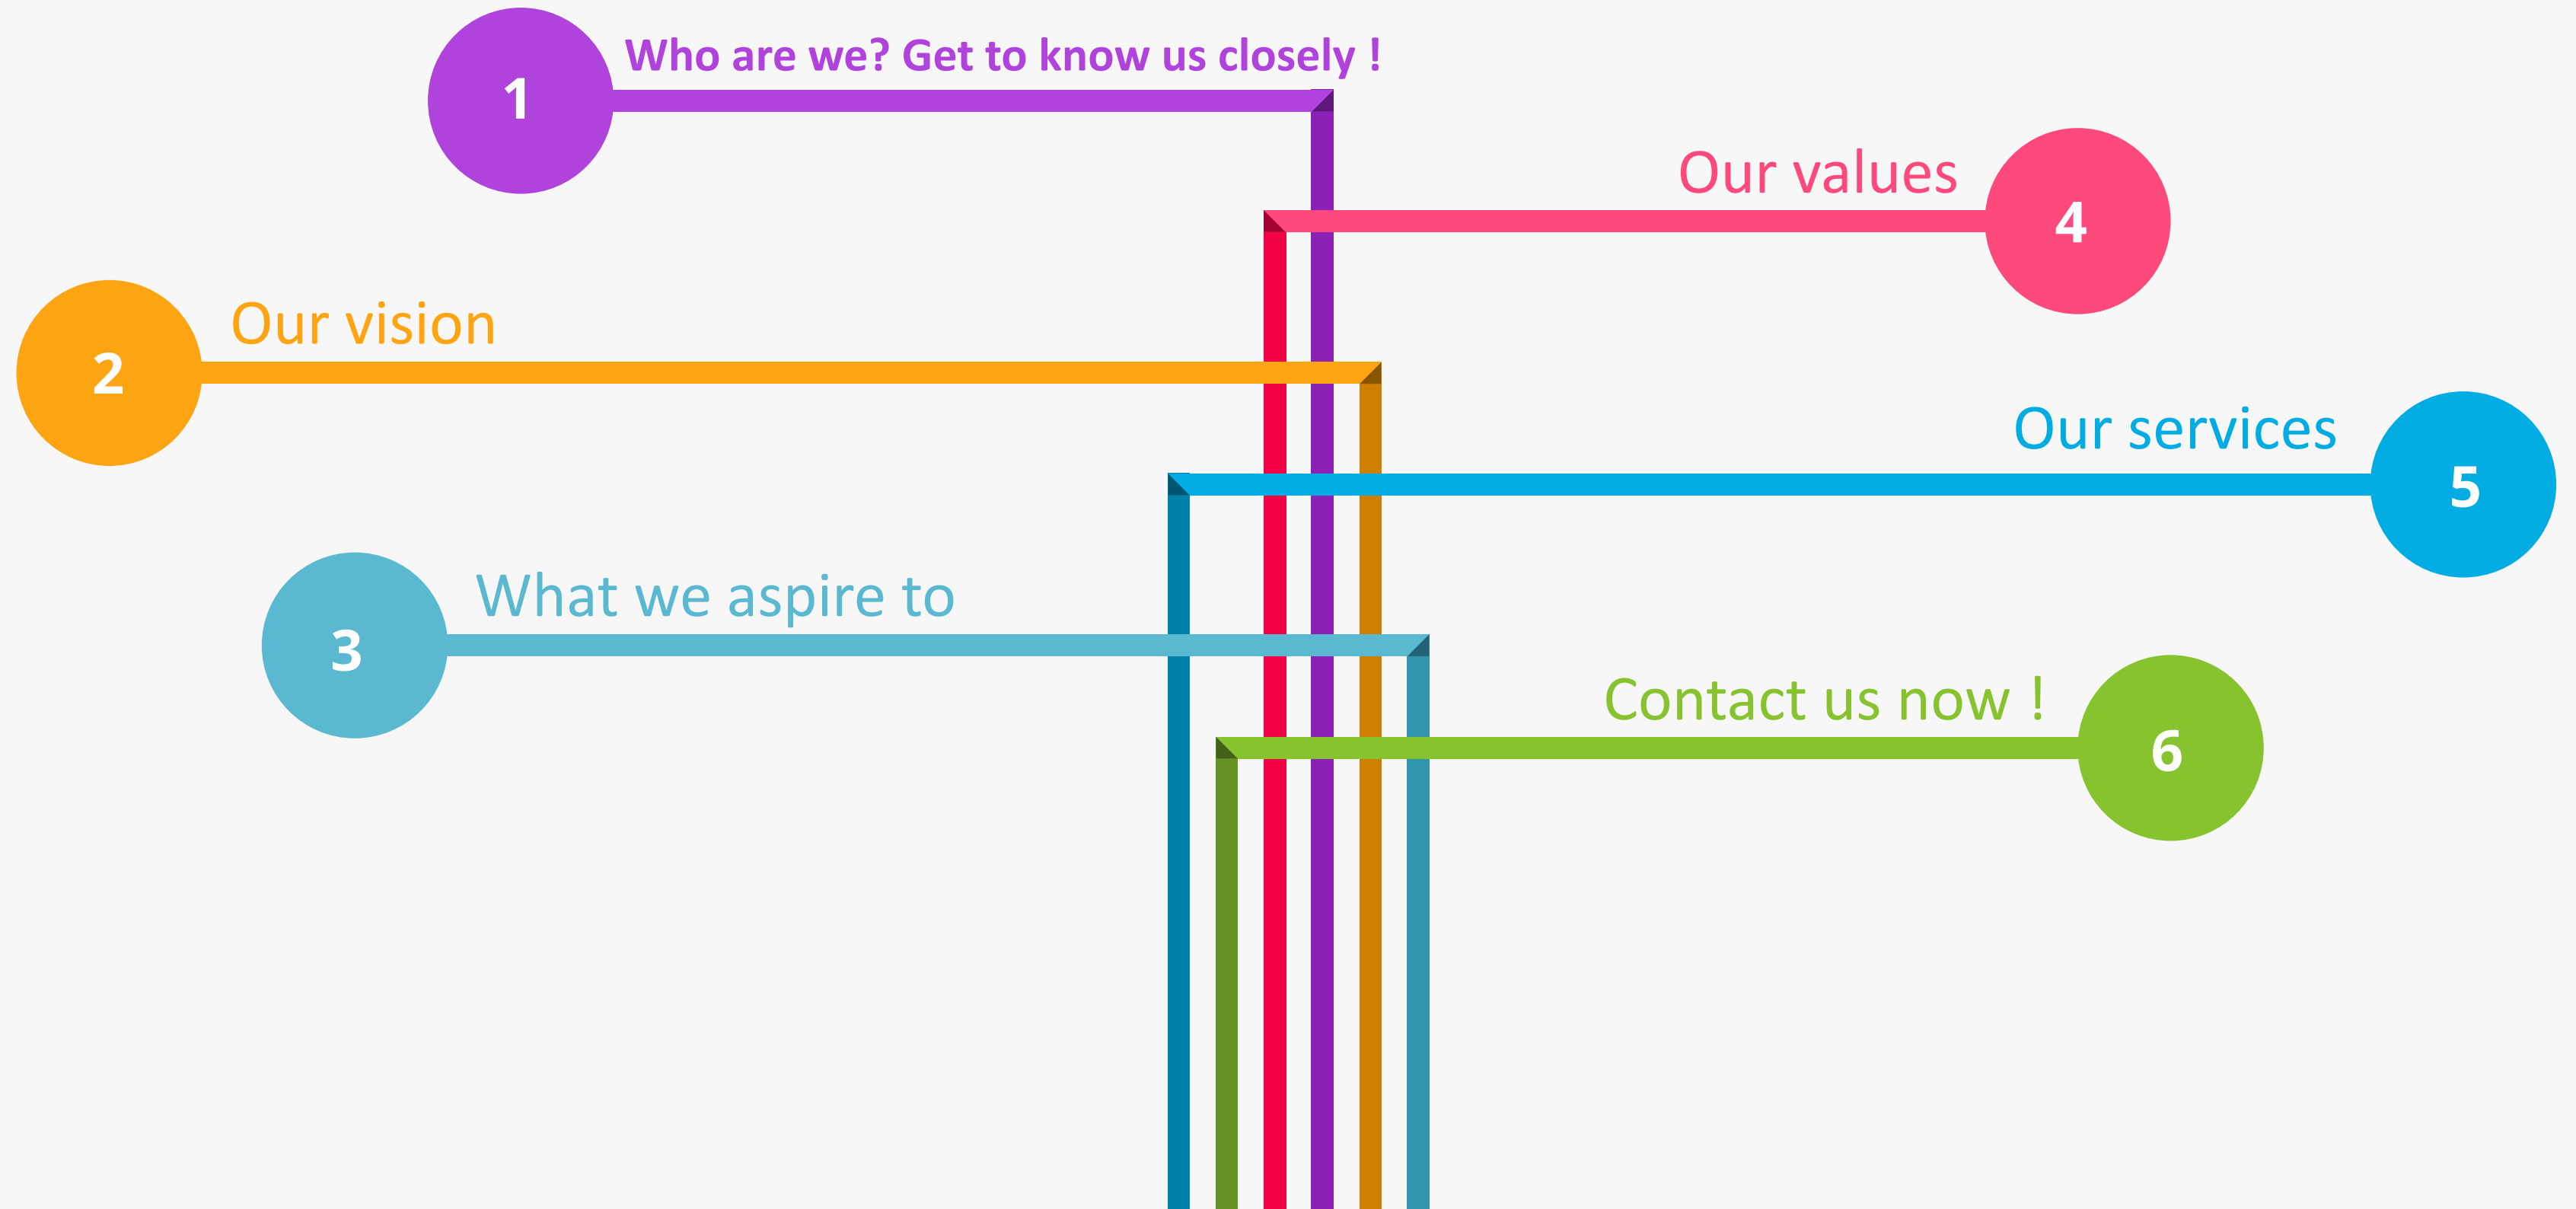 1
Who are we? Get to know us closely !
2
Our vision
3
What we aspire to
Our values
4
Our services
5
Contact us now !
6